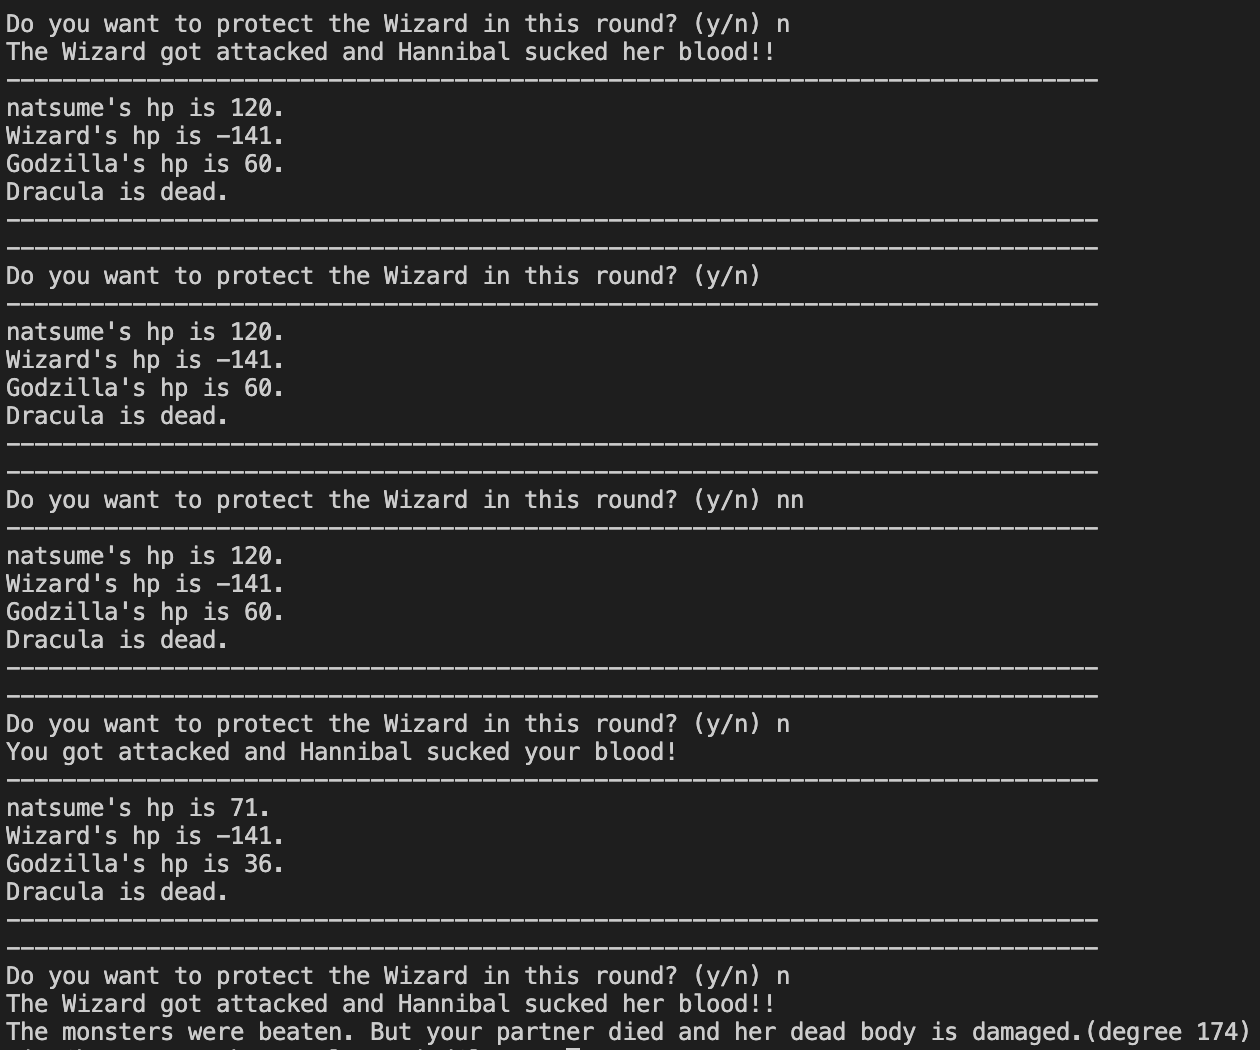 Do you want to protect the Wizard in this round? (y/n) n
The Wizard got attacked and Hannibal sucked her blood!!
------------------------------------------------------------------------------
natsume's hp is 120.
Wizard's hp is -141.
Godzilla's hp is 60.
Dracula is dead.
------------------------------------------------------------------------------
------------------------------------------------------------------------------
Do you want to protect the Wizard in this round? (y/n)
------------------------------------------------------------------------------
natsume's hp is 120.
Wizard's hp is -141.
Godzilla's hp is 60.
Dracula is dead.
------------------------------------------------------------------------------
------------------------------------------------------------------------------
Do you want to protect the Wizard in this round? (y/n) nn
------------------------------------------------------------------------------
natsume's hp is 120.
Wizard's hp is -141.
Godzilla's hp is 60.
Dracula is dead.
------------------------------------------------------------------------------
------------------------------------------------------------------------------
Do you want to protect the Wizard in this round? (y/n) n
You got attacked and Hannibal sucked your blood!
------------------------------------------------------------------------------
natsume's hp is 71.
Wizard's hp is -141.
Godzilla's hp is 36.
Dracula is dead.
------------------------------------------------------------------------------
------------------------------------------------------------------------------
Do you want to protect the Wizard in this round? (y/n) n
The Wizard got attacked and Hannibal sucked her blood!!
The monsters were beaten. But your partner died and her dead body is damaged.(degree 174)